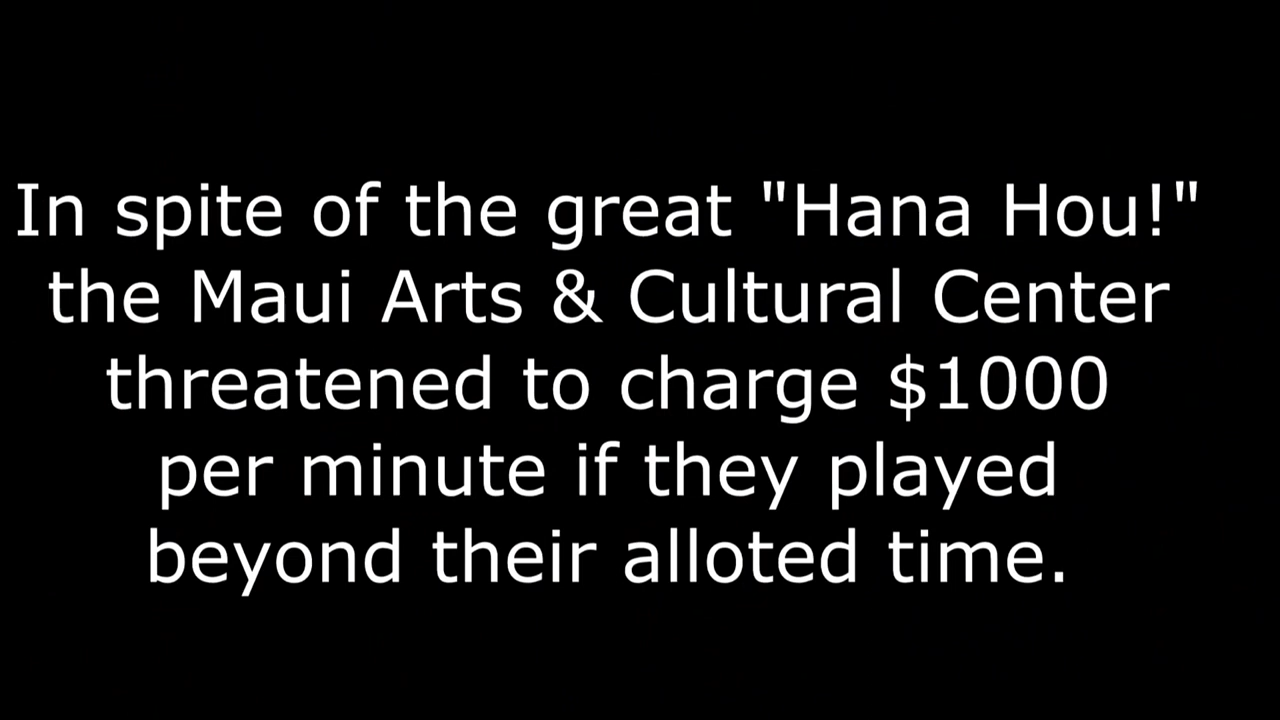 In spite of the great "Hana Hou!"
the Maui Arts & Cultural Center
threatened to charge $1000
per minute if they played
beyond their alloted time.